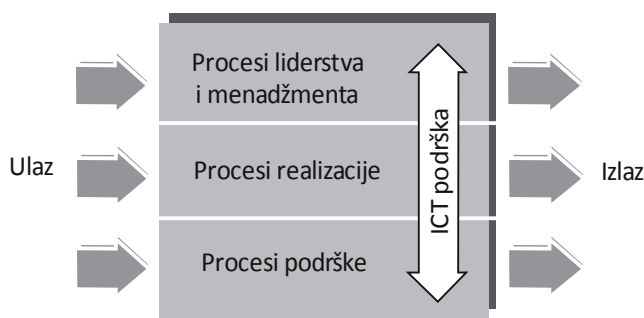 Procesi liderstva
i menadžmenta
Ulaz
Procesi realizacije
ICT podrška
Izlaz
Procesi podrške